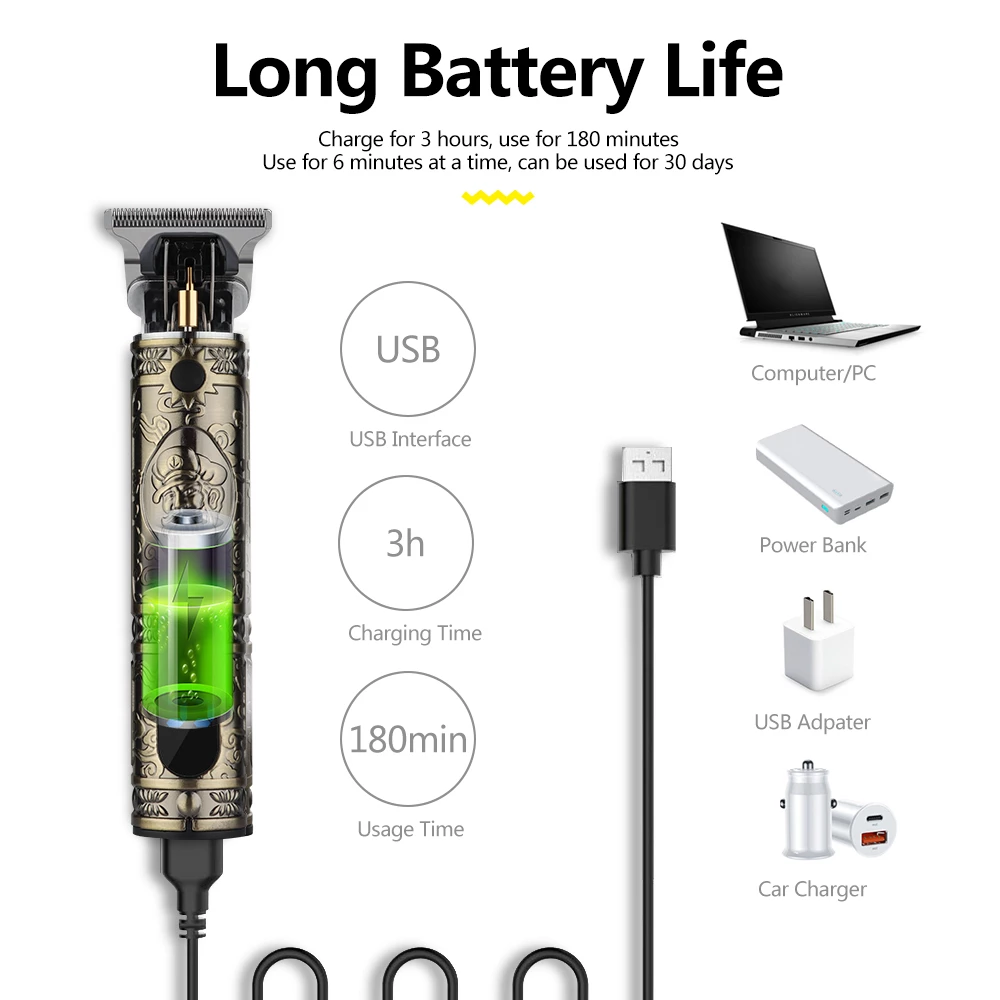 Long Battery Life
Charge for 3 hours, use for 180 minutes
Use for 6 minutes at a time, can be used for 30 days
USB
USB Interface
3h
Charging Time
180min
Usage Time
Computer/PC
Power Bank
USB Adpater
Car Charger